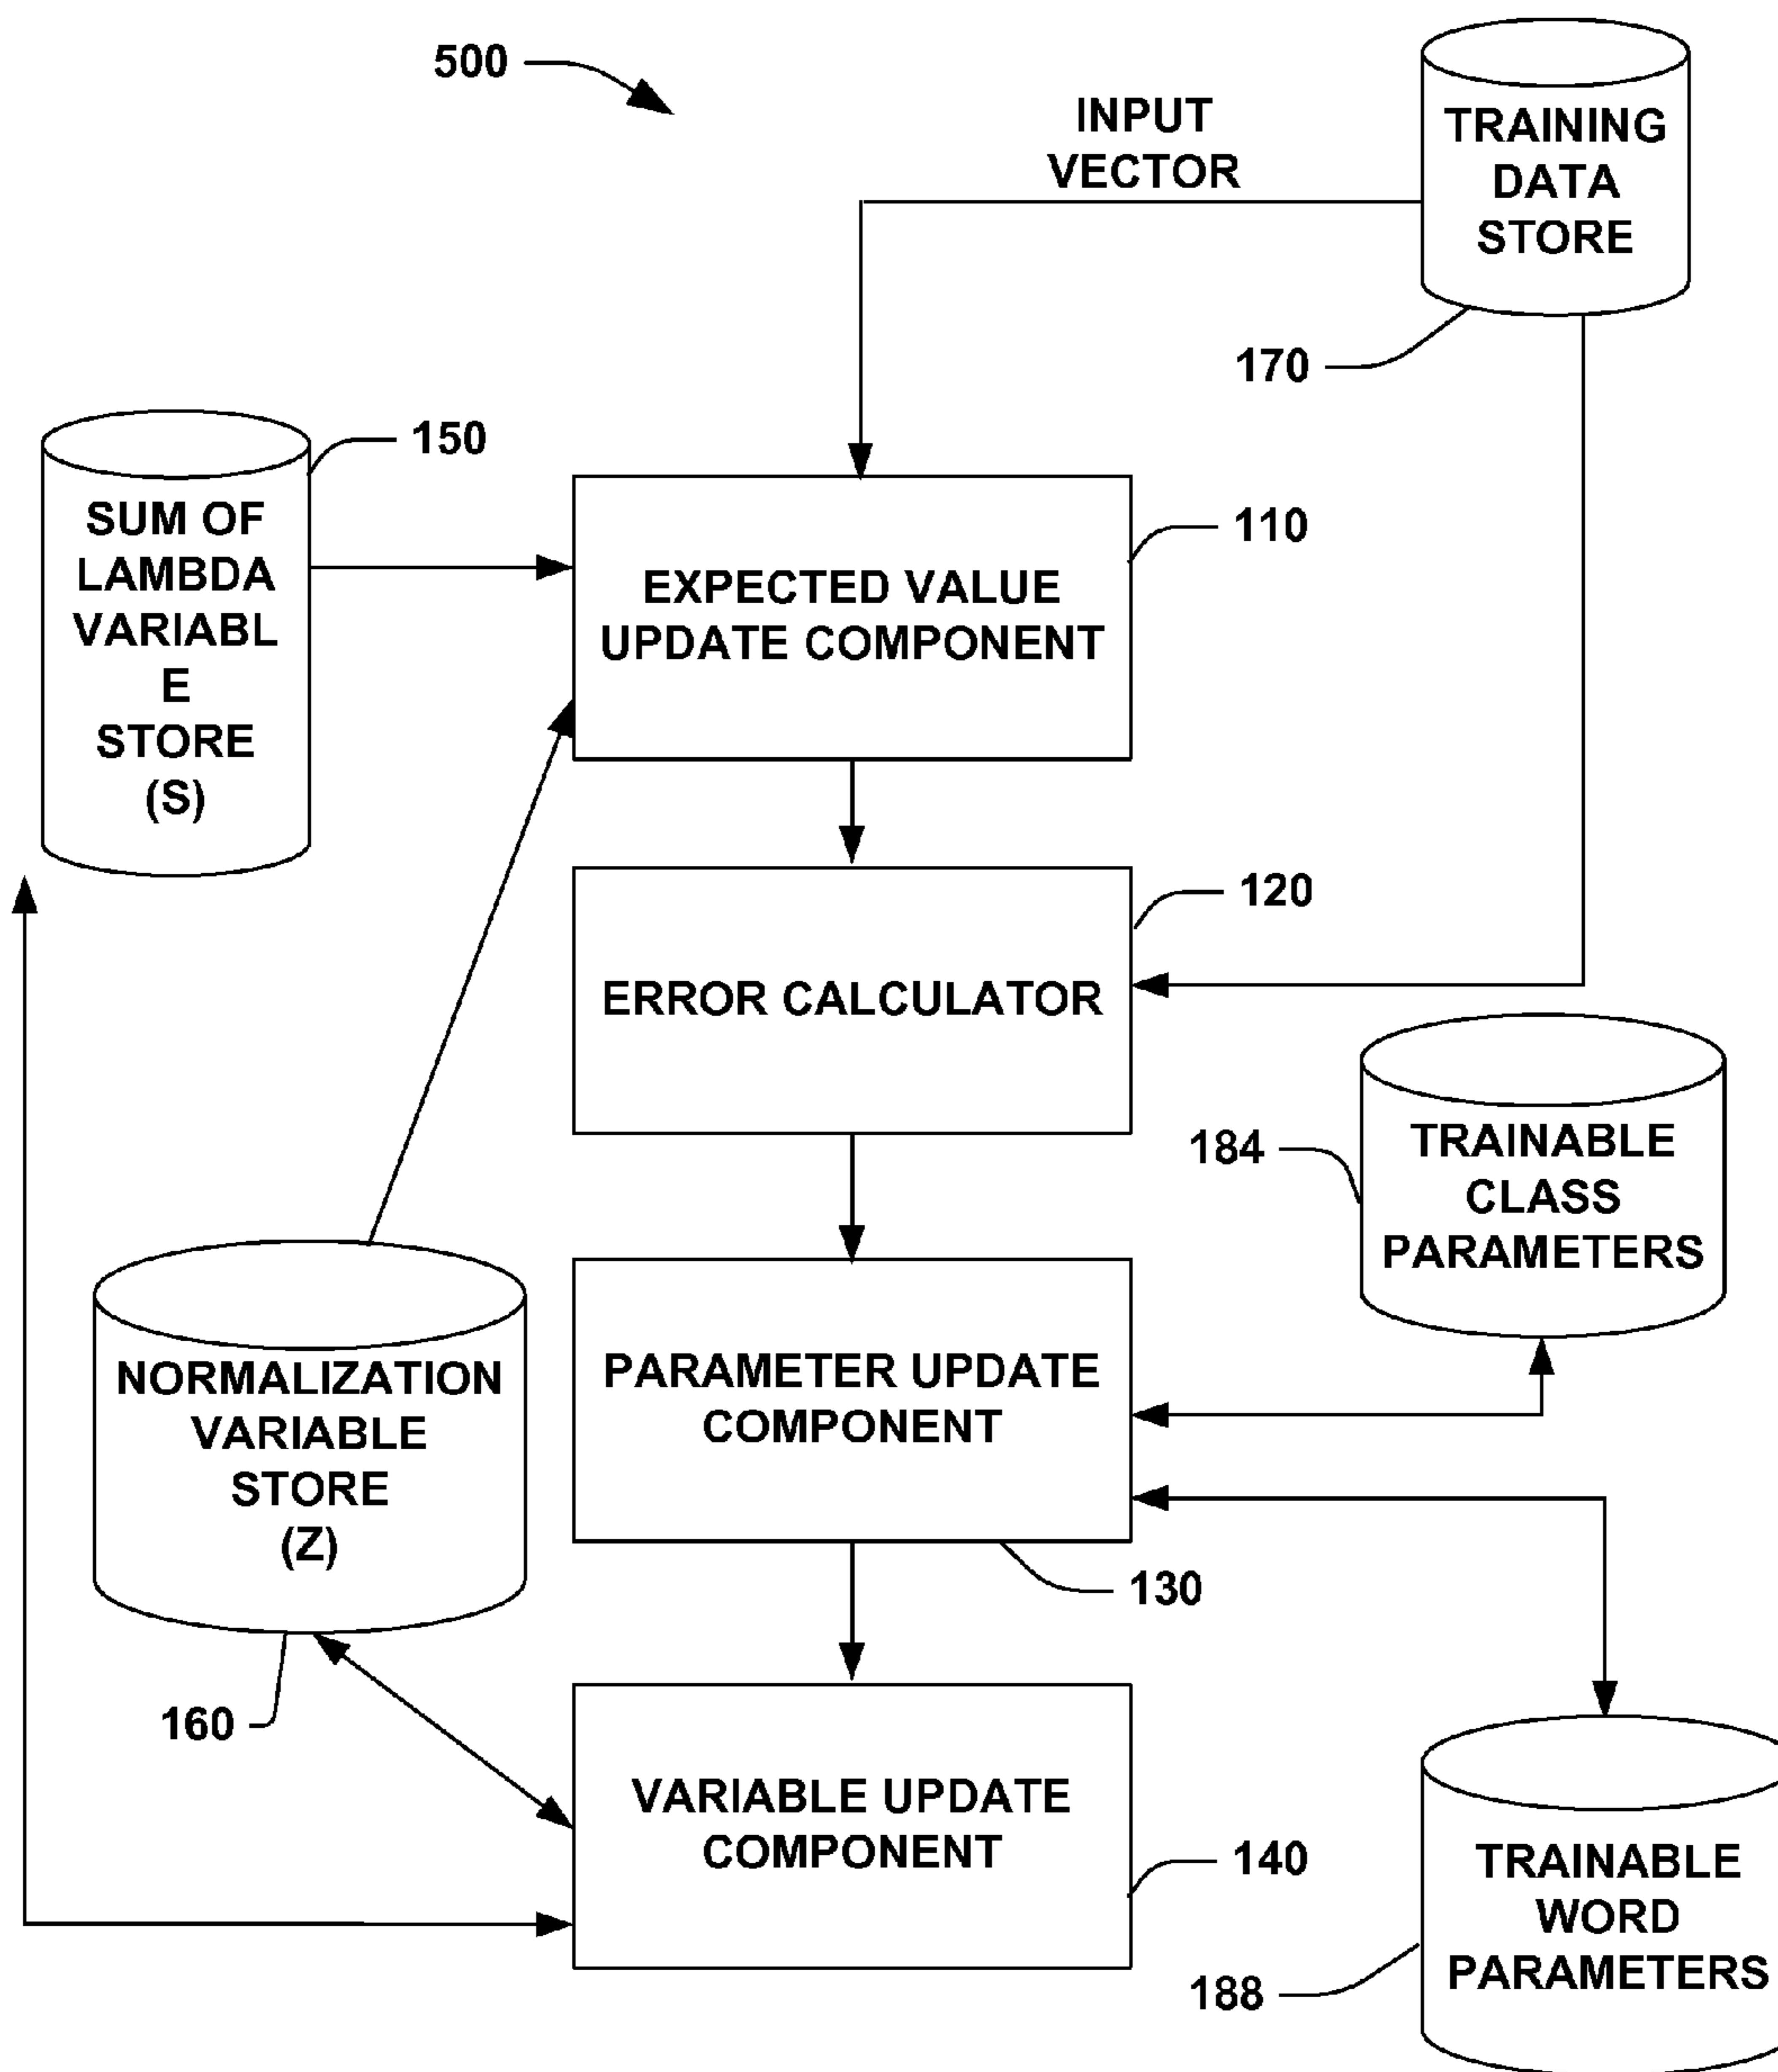 500
INPUT
VECTOR
TRAINING
DATA
STORE
170
150
SUM OF
LAMBDA
VARIABL
E
STORE
(S)
110
EXPECTED VALUE
UPDATE COMPONENT
120
ERROR CALCULATOR
184
TRAINABLE
CLASS
PARAMETERS
NORMALIZATION
VARIABLE
STORE
(Z)
PARAMETER UPDATE
COMPONENT
130
160
VARIABLE UPDATE
COMPONENT
140
TRAINABLE
WORD
PARAMETERS
188